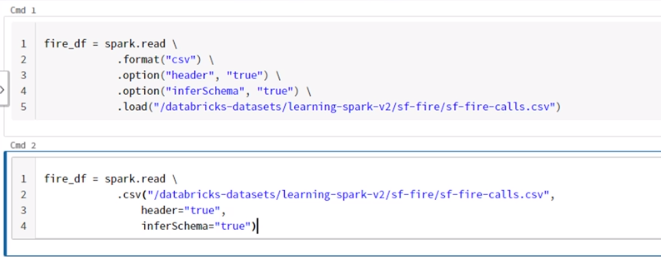 Cmd 1
1 fire_df = spark.read \
2 .format("csv") \
3 .option("header", "true") \
4 .option("inferSchema", "true") \
5 .load("/databricks-datasets/learning-spark-v2/sf-fire/sf-fire-calls.csv")
Cmd 2
1 fire_df = spark.read \
2 .csv("/databricks-datasets/learning-spark-v2/sf-fire/sf-fire-calls.csv",
3 header="true",
4 inferSchema="true")